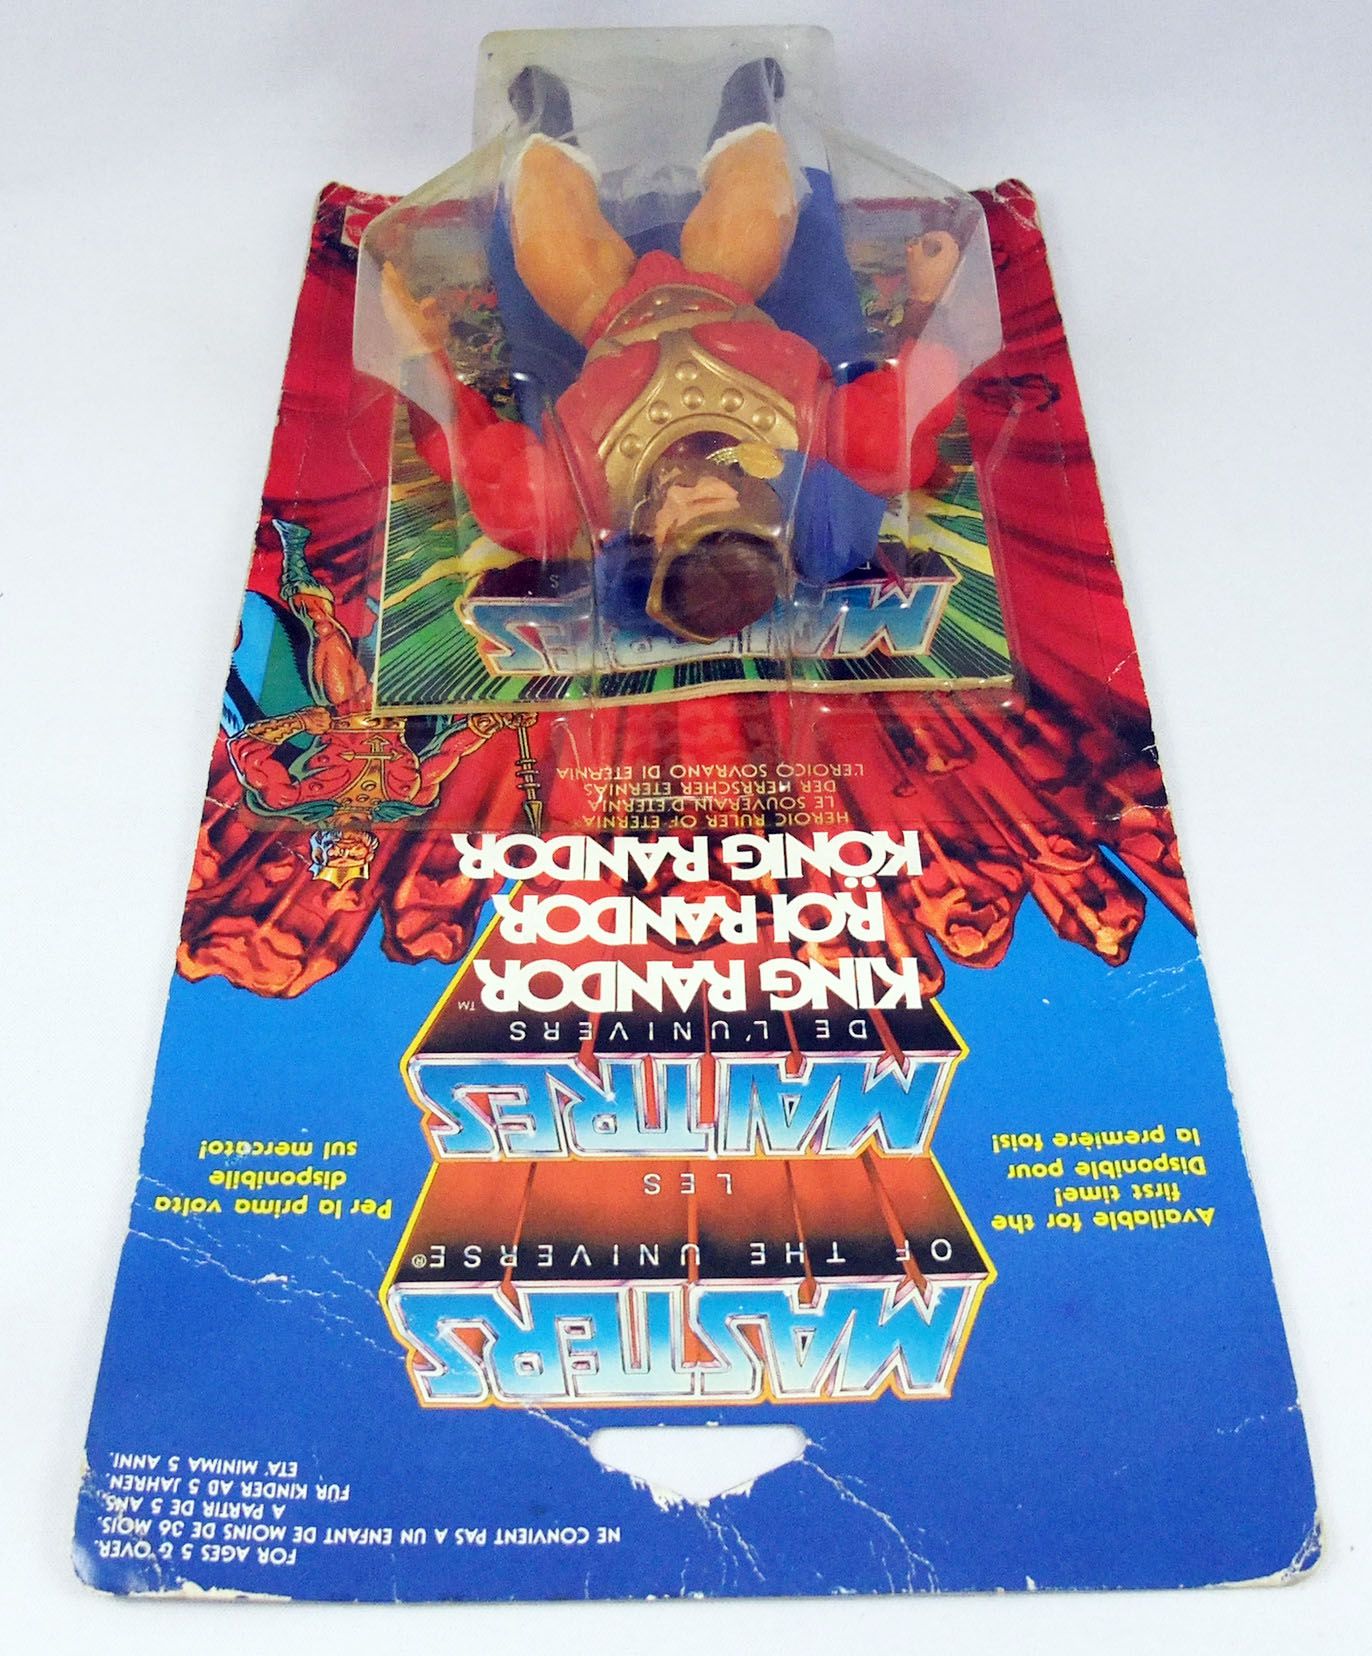 FOR AGES 5 & OVER.
NE CONVIENT PAS A UN ENFANT DE MOINS DE 36 MOIS.
A PARTIR DE 5 ANS.
FÜR KINDER AD 5 JAHREN.
ETA' MINIMA 5 ANNI.
MASTERS
OF THE UNIVERSE®
Available for the
first time!
Disponible pour
la première fois!
Per la prima volta
disponibile
sul mercato!
LES
MAITRES
DE L'UNIVERS
KING RANDOR™
ROI RANDOR
KÖNIG RANDOR
HEROIC RULER OF ETERNIA
LE SOUVERAIN D'ETERNIA
DER HERRSCHER ETERNIAS
L'EROICO SOVRANO DI ETERNIA
MAITRES